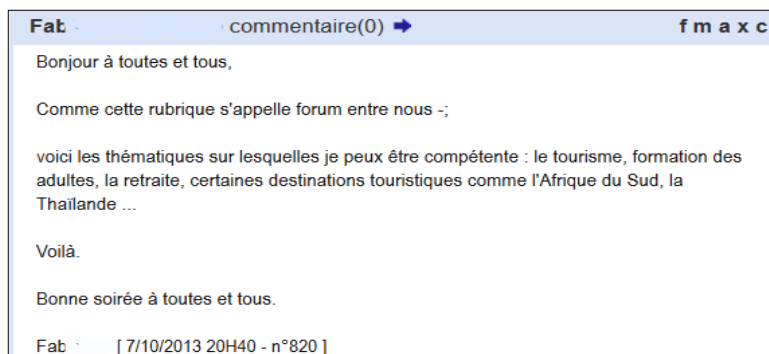 Fab commentaire(0) f m a x c
Bonjour à toutes et tous,
Comme cette rubrique s'appelle forum entre nous -;
voici les thématiques sur lesquelles je peux être compétente : le tourisme, formation des
adultes, la retraite, certaines destinations touristiques comme l'Afrique du Sud, la
Thaïlande ...
Voilà.
Bonne soirée à toutes et tous.
Fab [ 7/10/2013 20H40 - n°820 ]